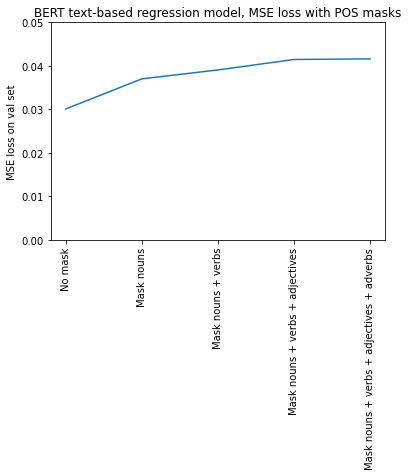 BERT text-based regression model, MSE loss with POS masks
0.05
0.04
0.03
0.02
0.01
0.00
MSE loss on val set
No mask
Mask nouns
Mask nouns + verbs
Mask nouns + verbs + adjectives
Mask nouns + verbs + adjectives + adverbs